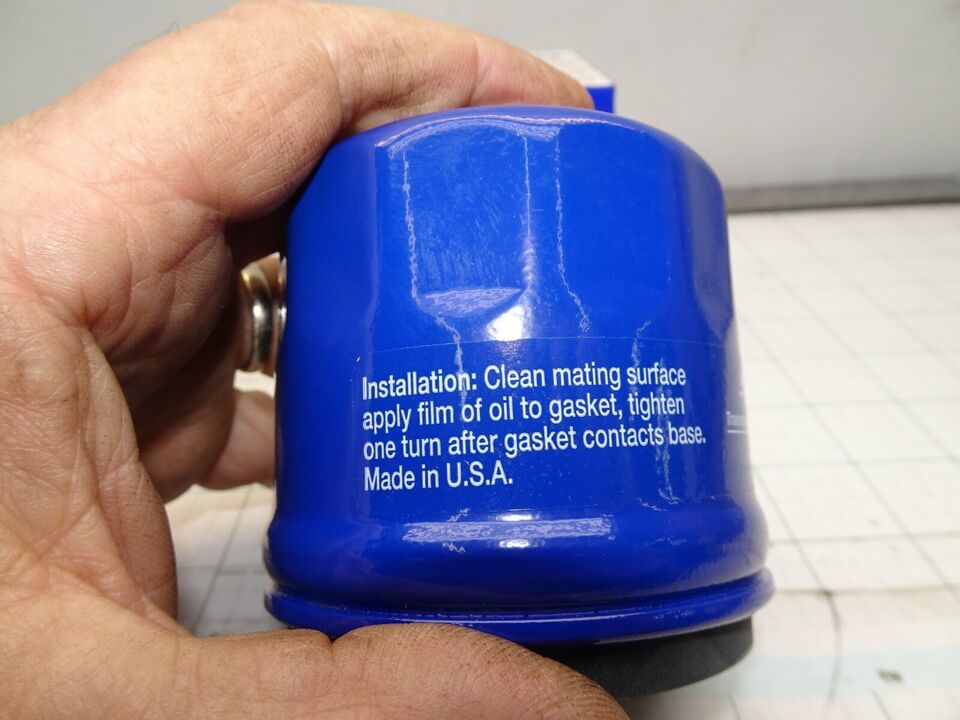 Installation: Clean mating surface
apply film of oil to gasket, tighten
one turn after gasket contacts base.
Made in U.S.A.